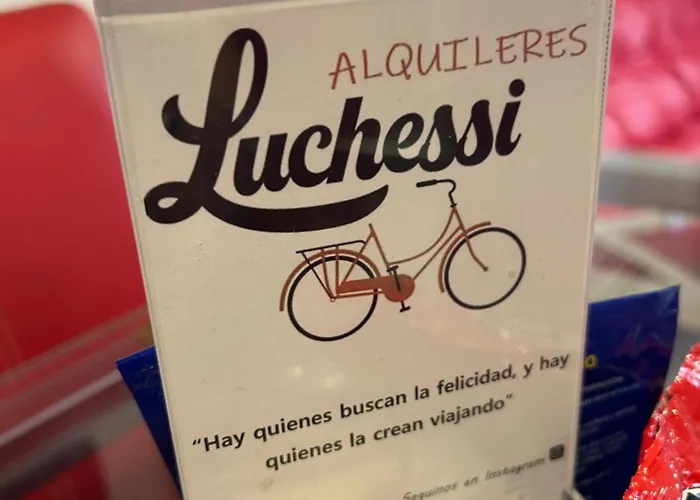 ALQUILERES
Luchessi
“Hay quienes buscan la felicidad, y hay
quienes la crean viajando”
Seguinos en Instagram